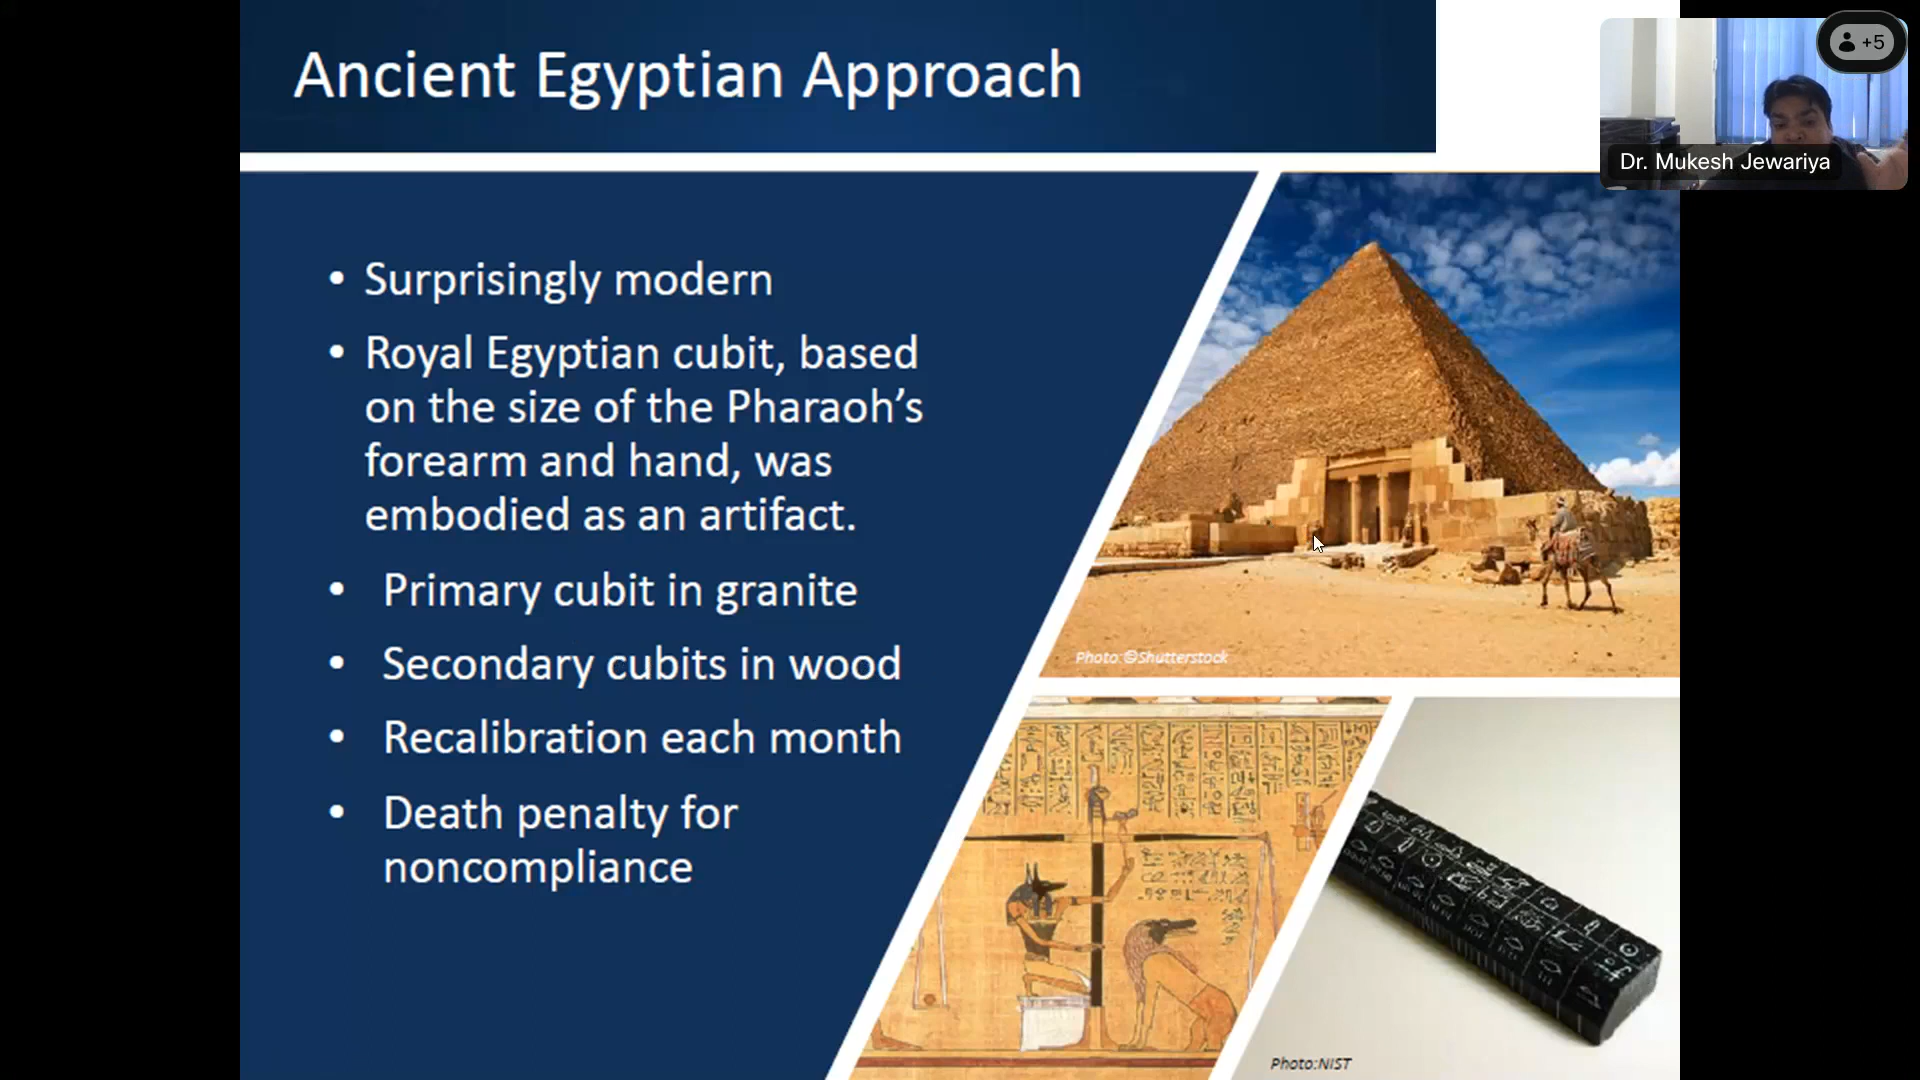 Ancient Egyptian Approach
+5
Dr. Mukesh Jewariya
• Surprisingly modern
• Royal Egyptian cubit, based
on the size of the Pharaoh’s
forearm and hand, was
embodied as an artifact.
• Primary cubit in granite
• Secondary cubits in wood
• Recalibration each month
• Death penalty for
noncompliance
Photo:©Shutterstock
Photo:NIST